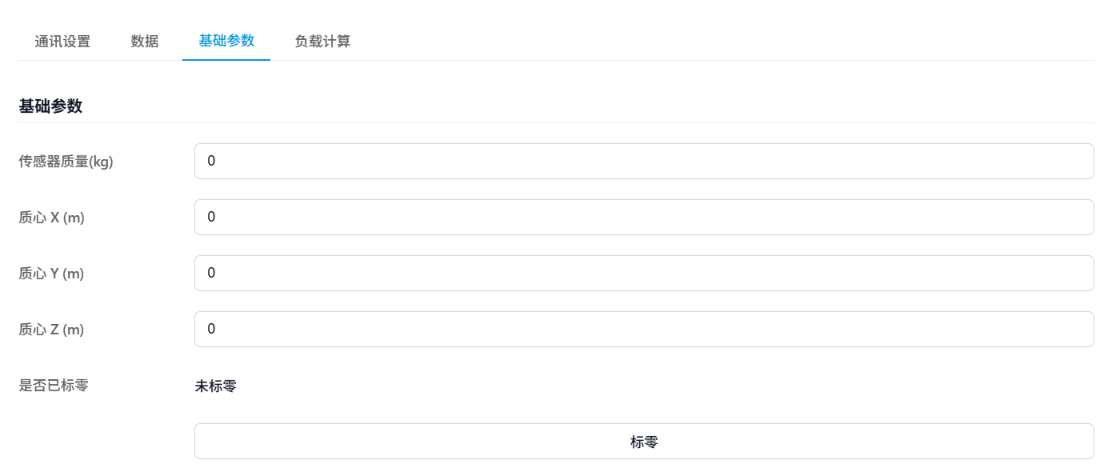 通讯设置 数据 基础参数 负载计算
基础参数
传感器质量(kg) 0
质心 X (m) 0
质心 Y (m) 0
质心 Z (m) 0
是否已标零 未标零
标零